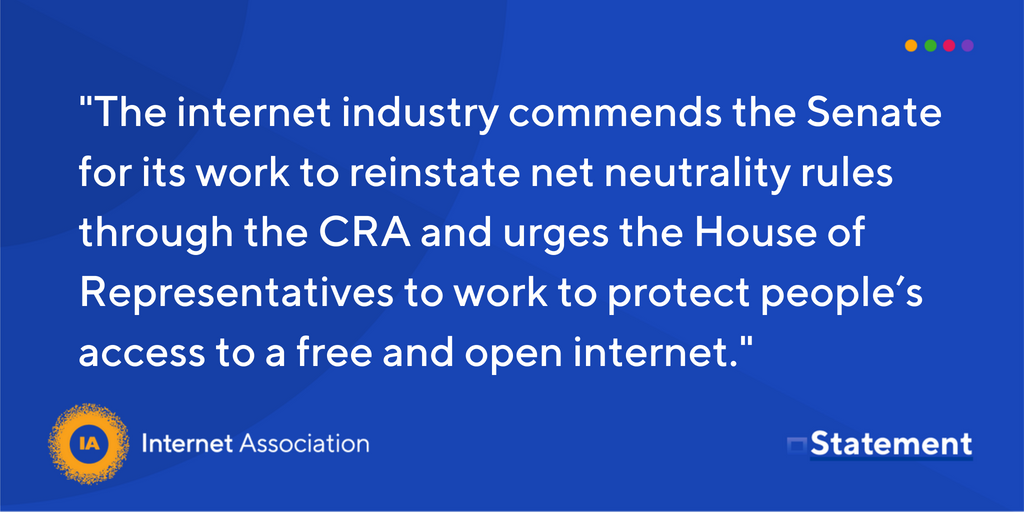 "The internet industry commends the Senate
for its work to reinstate net neutrality rules
through the CRA and urges the House of
Representatives to work to protect people’s
access to a free and open internet."
IA
Internet Association
Statement